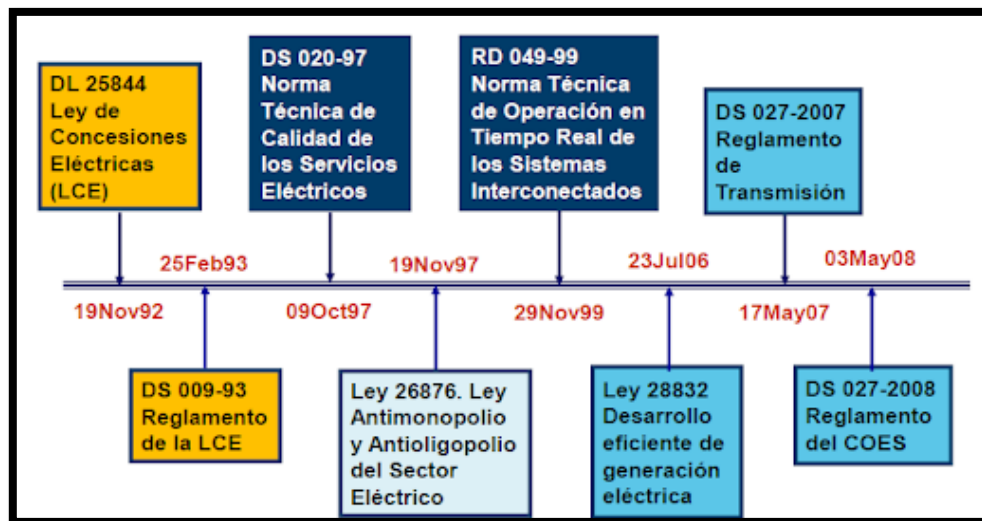 DL 25844
Ley de
Concesiones
Eléctricas
(LCE)
DS 020-97
Norma
Técnica de
Calidad de
los Servicios
Eléctricos
RD 049-99
Norma Técnica
de Operación en
Tiempo Real de
los Sistemas
Interconectados
DS 027-2007
Reglamento
de
Transmisión
25Feb93
19Nov97
23Jul06
03May08
19Nov92
09Oct97
29Nov99
17May07
DS 009-93
Reglamento
de la LCE
Ley 26876. Ley
Antimonopolio
y Antioligopolio
del Sector
Eléctrico
Ley 28832
Desarrollo
eficiente de
generación
eléctrica
DS 027-2008
Reglamento
del COES